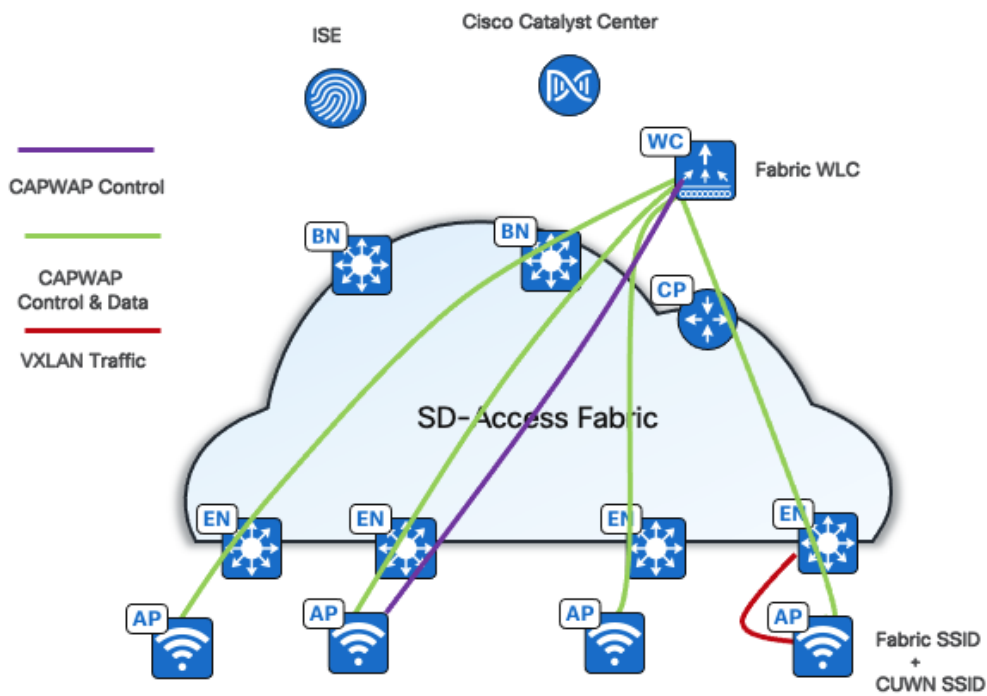 ISE
Cisco Catalyst Center
WC
Fabric WLC
CAPWAP Control
BN
BN
CAPWAP
Control & Data
CP
VXLAN Traffic
SD-Access Fabric
EN
EN
EN
EN
AP
AP
AP
AP
Fabric SSID
+
CUWN SSID